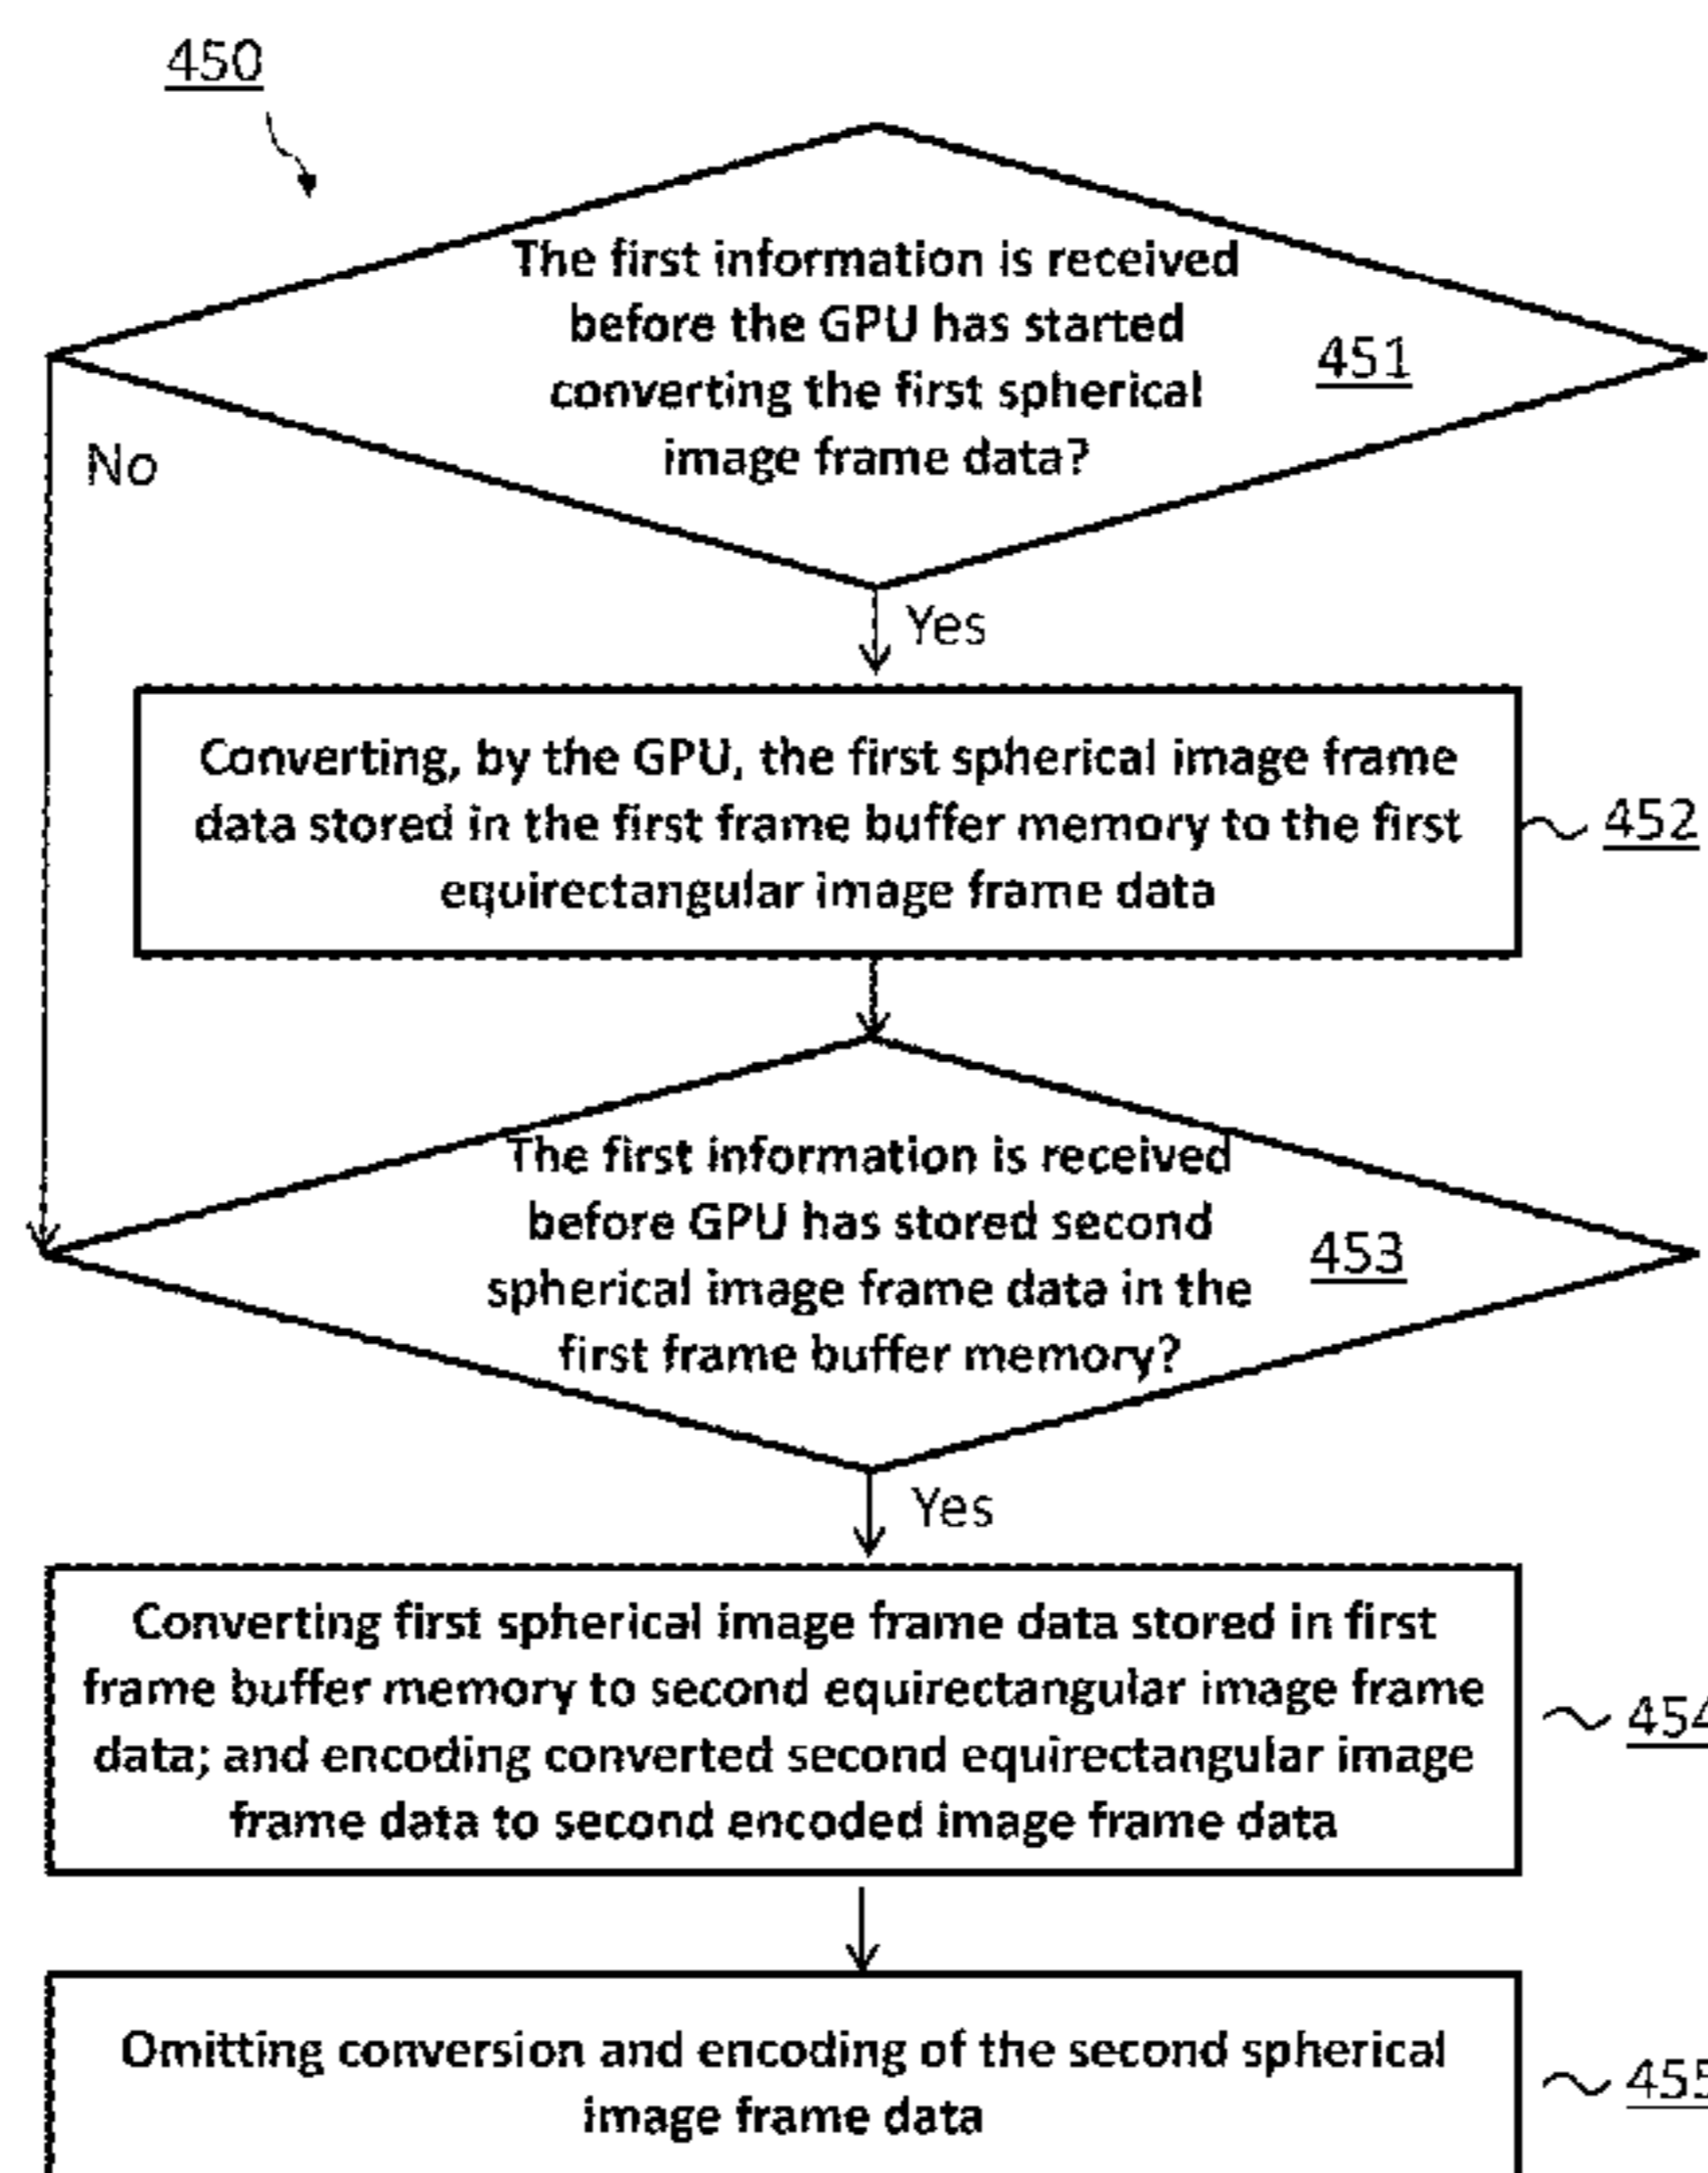 450
The first information is received
before the GPU has started
converting the first spherical
image frame data?
451
No
Yes
Converting, by the GPU, the first spherical image frame
data stored in the first frame buffer memory to the first
equirectangular image frame data
452
The first information is received
before GPU has stored second
spherical image frame data in the
first frame buffer memory?
453
Yes
Converting first spherical image frame data stored in first
frame buffer memory to second equirectangular image frame
data; and encoding converted second equirectangular image
frame data to second encoded image frame data
454
Omitting conversion and encoding of the second spherical
image frame data
455